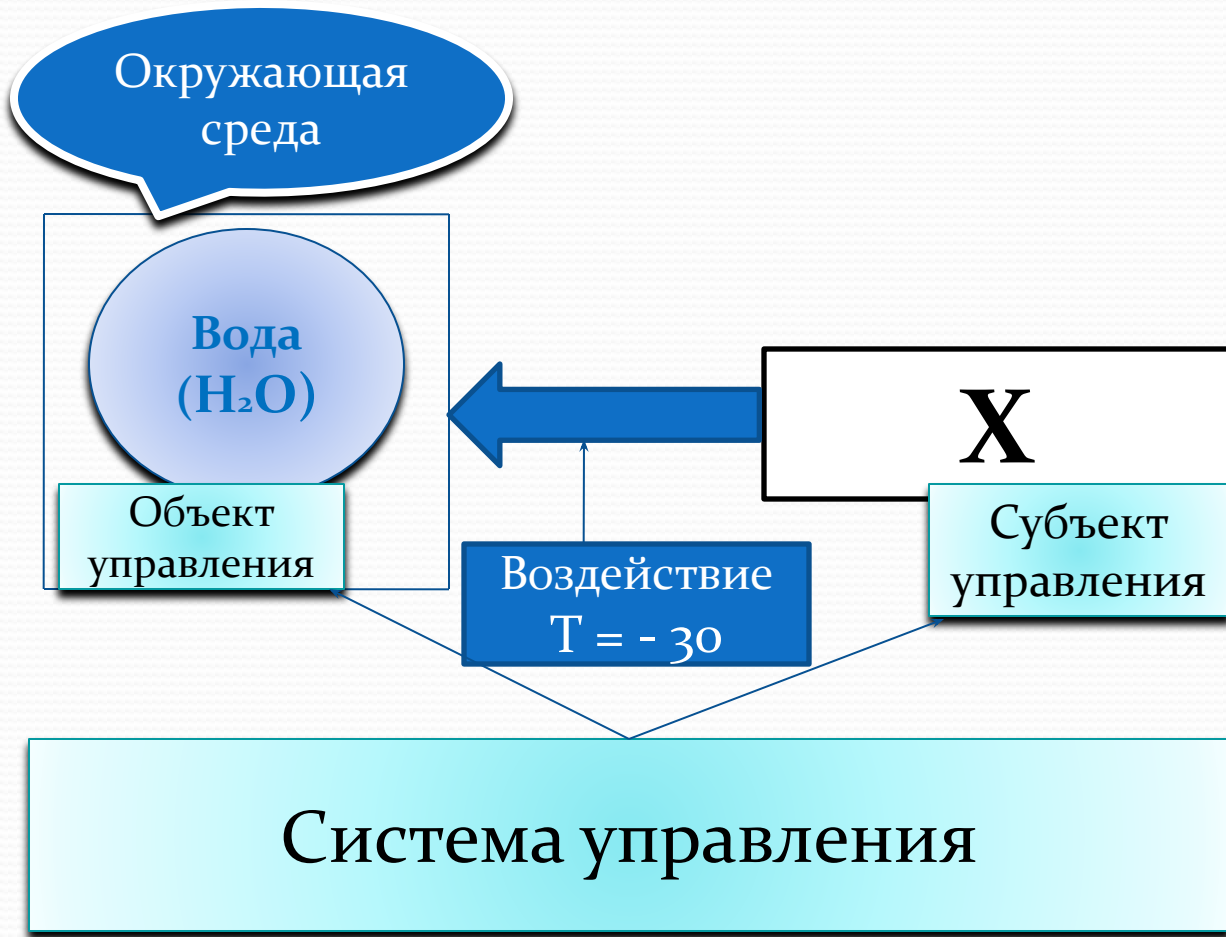 Окружающая
среда
Вода
(H₂O)
X
Объект
управления
Воздействие
T = - 30
Субъект
управления
Система управления